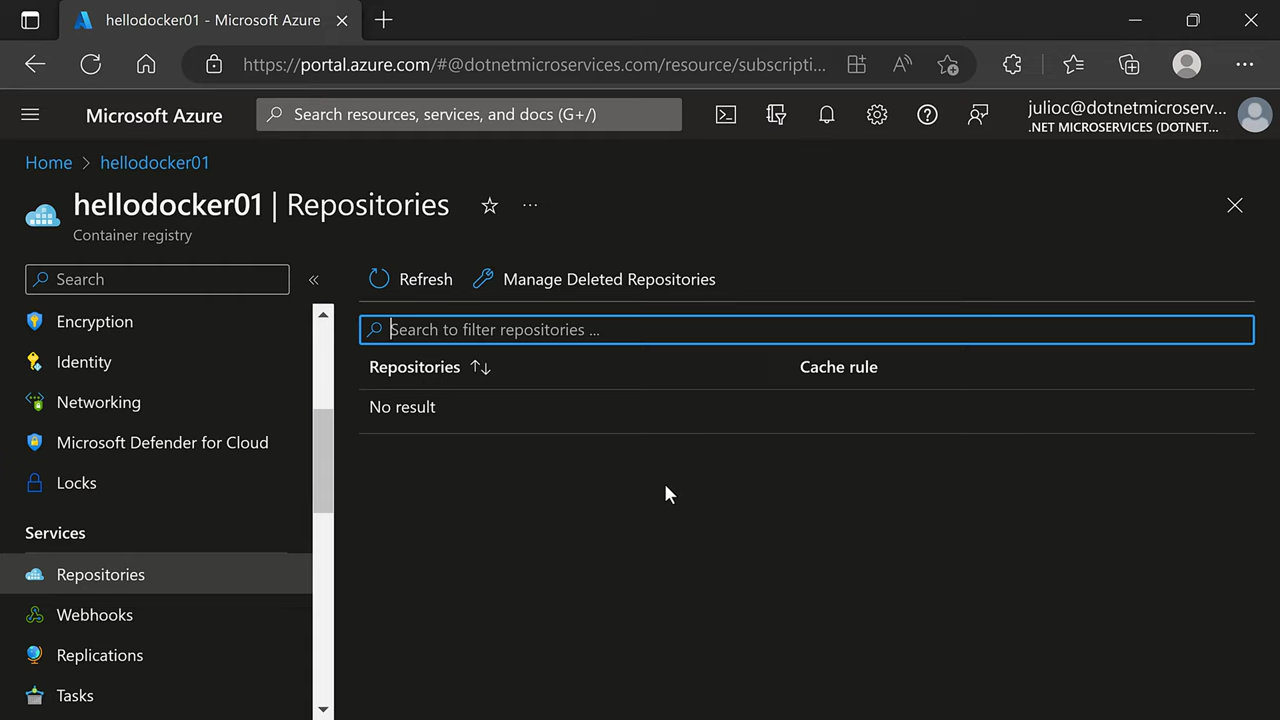 hellodocker01 - Microsoft Azure
https://portal.azure.com/#@dotnetmicroservices.com/resource/subscripti...
Microsoft Azure
Search resources, services, and docs (G+/)
julioc@dotnetmicroserv...
.NET MICROSERVICES (DOTNET...
Home > hellodocker01
hellodocker01 | Repositories
Container registry
Search
Refresh
Manage Deleted Repositories
Encryption
Search to filter repositories ...
Identity
Repositories
Cache rule
Networking
No result
Microsoft Defender for Cloud
Locks
Services
Repositories
Webhooks
Replications
Tasks